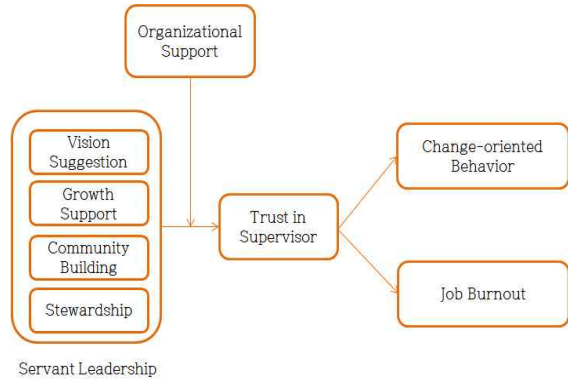 Organizational
Support
Vision
Suggestion
Growth
Support
Community
Building
Stewardship
Servant Leadership
Trust in
Supervisor
Change-oriented
Behavior
Job Burnout